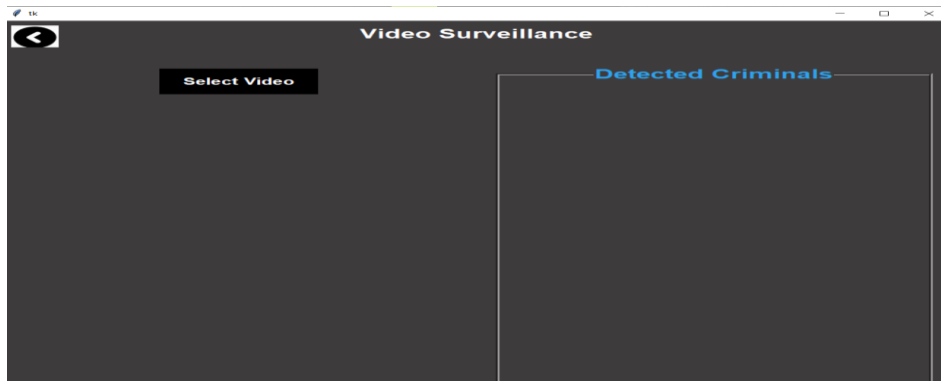 tk
Video Surveillance
Select Video
Detected Criminals